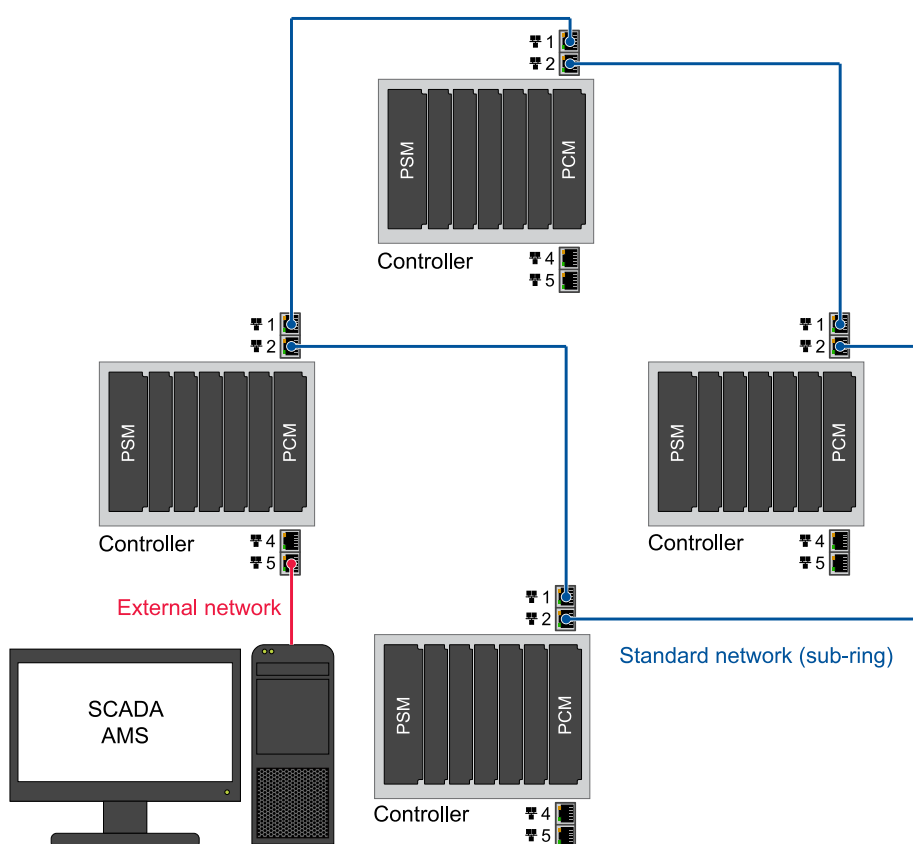 1
2
PSM
PCM
Controller
4
5
1
2
PSM
PCM
Controller
4
5
1
2
PSM
PCM
Controller
4
5
External network
SCADA
AMS
1
2
Standard network (sub-ring)
PSM
PCM
Controller
4
5